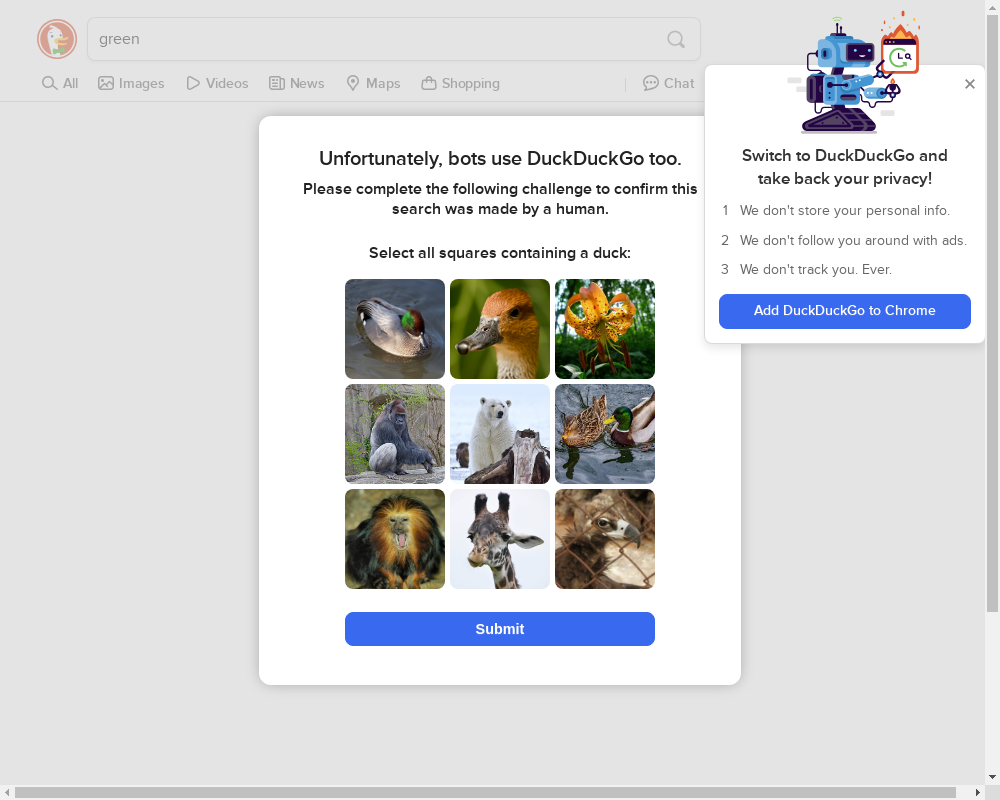 green
All
Images
Videos
News
Maps
Shopping
Chat
Unfortunately, bots use DuckDuckGo too.
Please complete the following challenge to confirm this
search was made by a human.
Select all squares containing a duck:
Submit
Switch to DuckDuckGo and
take back your privacy!
1 We don't store your personal info.
2 We don't follow you around with ads.
3 We don't track you. Ever.
Add DuckDuckGo to Chrome